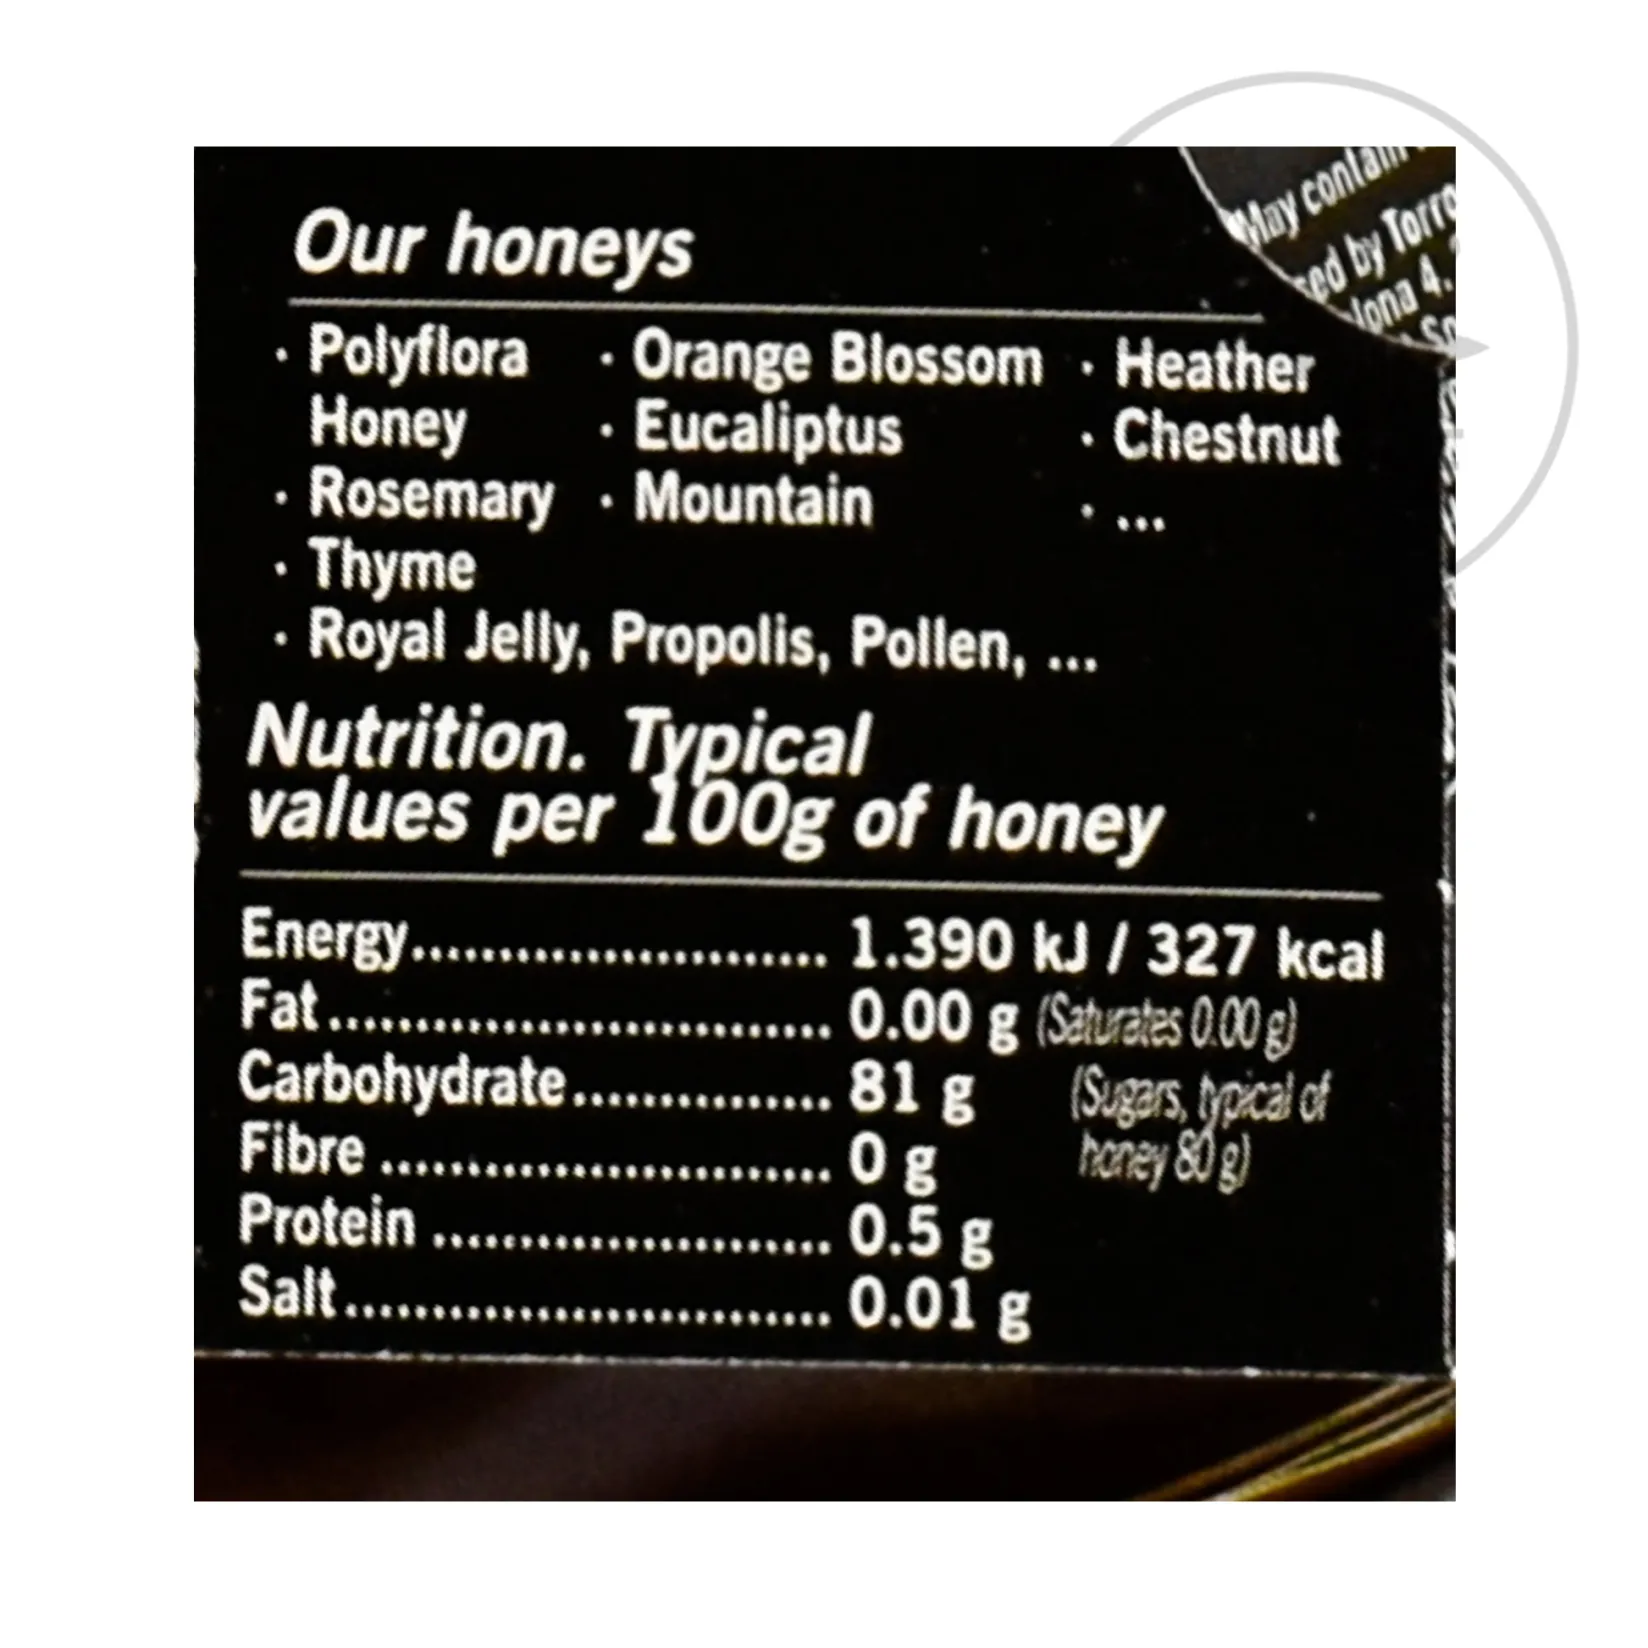 May contain
ed by Torro
lona 4.
Our honeys
· Polyflora · Orange Blossom · Heather
Honey · Eucaliptus · Chestnut
· Rosemary · Mountain · ...
· Thyme
· Royal Jelly, Propolis, Pollen, ...
Nutrition. Typical
values per 100g of honey
Energy........................ 1.390 kJ / 327 kcal
Fat............................. 0.00 g (Saturates 0.00 g)
Carbohydrate............... 81 g (Sugars, typical of
honey 80 g)
Fibre .......................... 0 g
Protein ....................... 0.5 g
Salt............................ 0.01 g